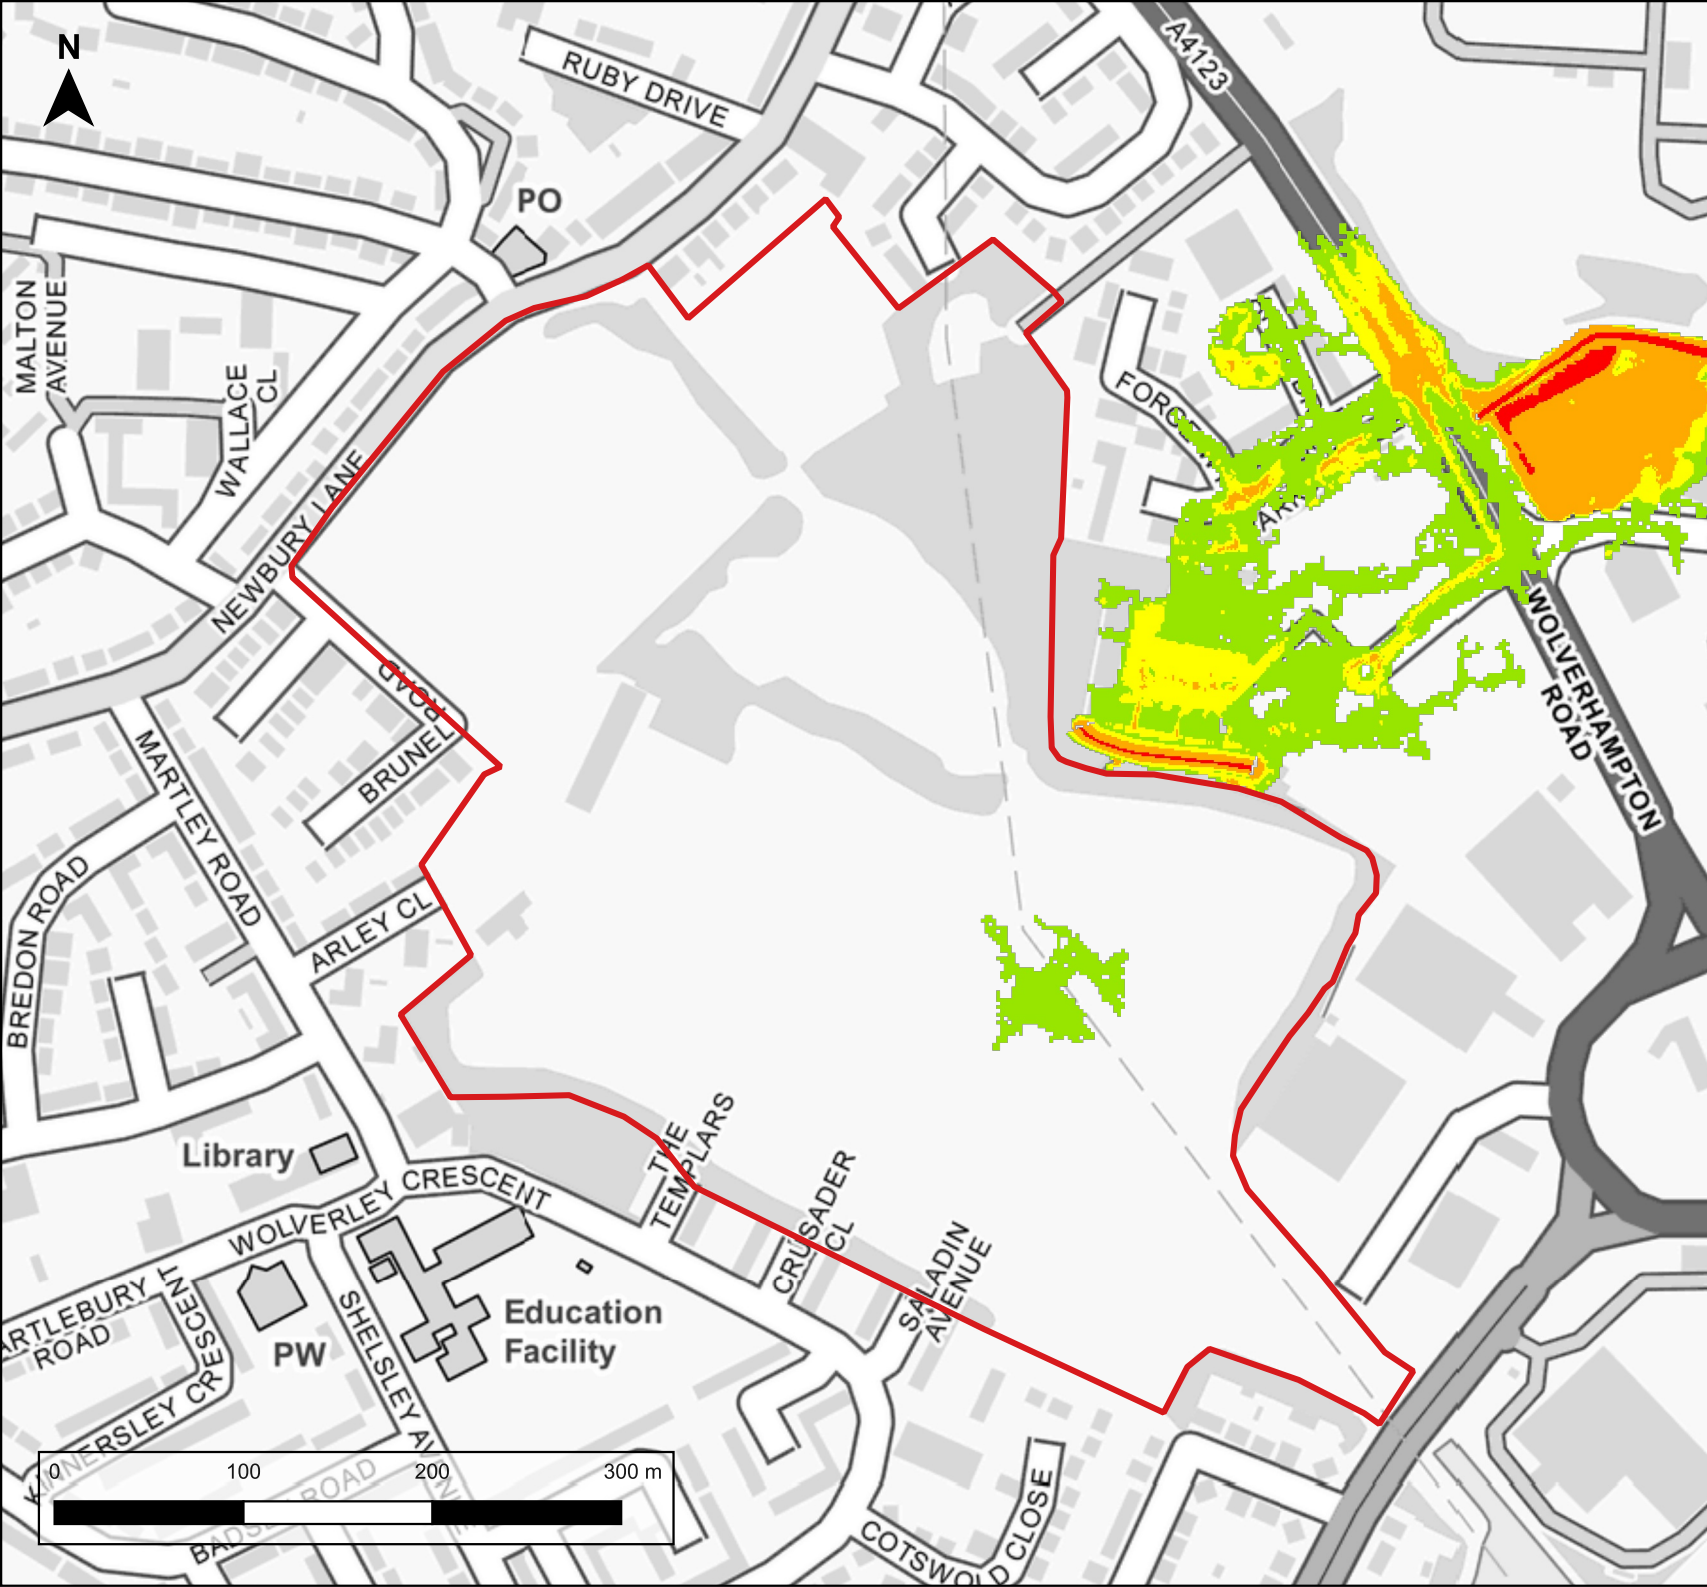 N
A4123
RUBY DRIVE
PO
MALTON
AVENUE
WALLACE
CL
NEWBURY LANE
BRUNEL
ROAD
MARTLEY ROAD
BREDON ROAD
ARLEY CL
WOLVERHAMPTON
ROAD
Library
THE
TEMPLARS
CRUSADER
CL
SALADIN
AVENUE
WOLVERLEY CRESCENT
PW
Education
Facility
SHELSLEY
ROAD
CRESCENT
COTSWOLD CLOSE
ROAD
0 100 200 300 m